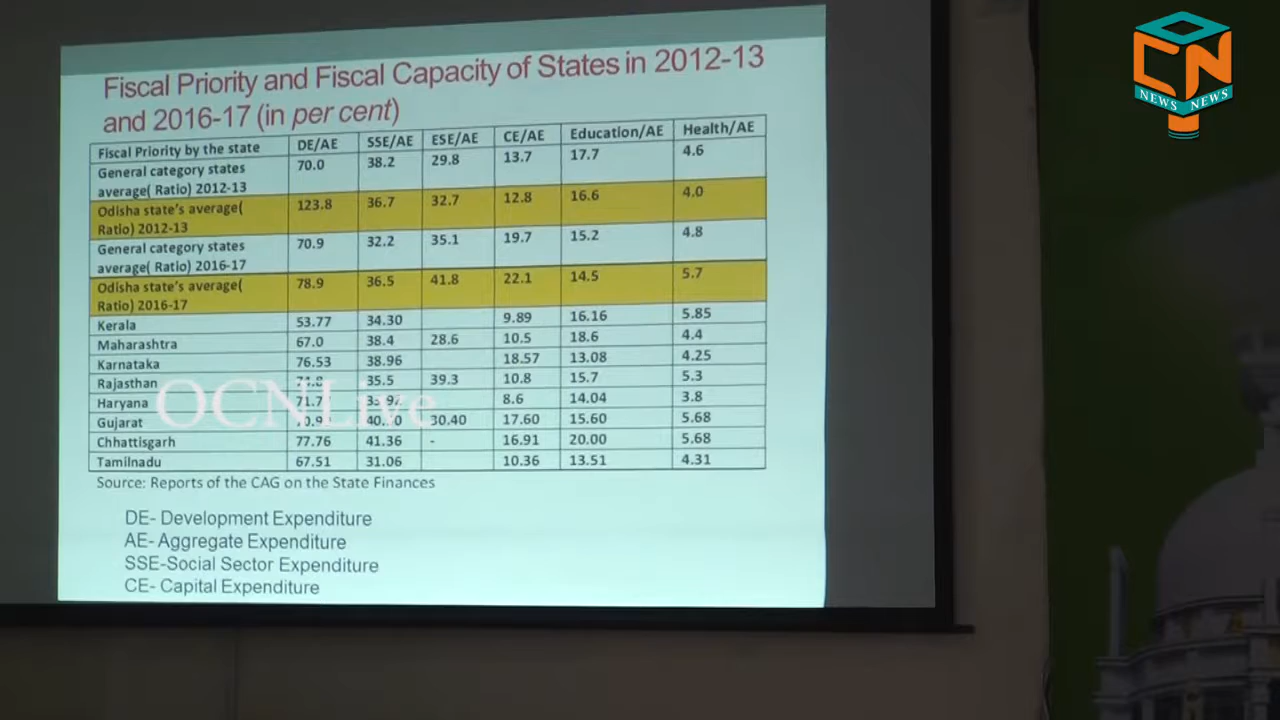 Fiscal Priority and Fiscal Capacity of States in 2012-13
and 2016-17 (in per cent)
Fiscal Priority by the state DE/AE SSE/AE ESE/AE CE/AE Education/AE Health/AE
General category states average( Ratio) 2012-13 70.0 38.2 29.8 13.7 17.7 4.6
Odisha state's average( Ratio) 2012-13 123.8 36.7 32.7 12.8 16.6 4.0
General category states average( Ratio) 2016-17 70.9 32.2 35.1 19.7 15.2 4.8
Odisha state's average( Ratio) 2016-17 78.9 36.5 41.8 22.1 14.5 5.7
Kerala 53.77 34.30 9.89 16.16 5.85
Maharashtra 67.0 38.4 28.6 10.5 18.6 4.4
Karnataka 76.53 38.96 18.57 13.08 4.25
Rajasthan 35.5 39.3 10.8 15.7 5.3
Haryana 71.7 8.6 14.04 3.8
Gujarat 30.40 17.60 15.60 5.68
Chhattisgarh 77.76 41.36 - 16.91 20.00 5.68
Tamilnadu 67.51 31.06 10.36 13.51 4.31
Source: Reports of the CAG on the State Finances
DE- Development Expenditure
AE- Aggregate Expenditure
SSE-Social Sector Expenditure
CE- Capital Expenditure
OCNLive
CN
NEWS NEWS